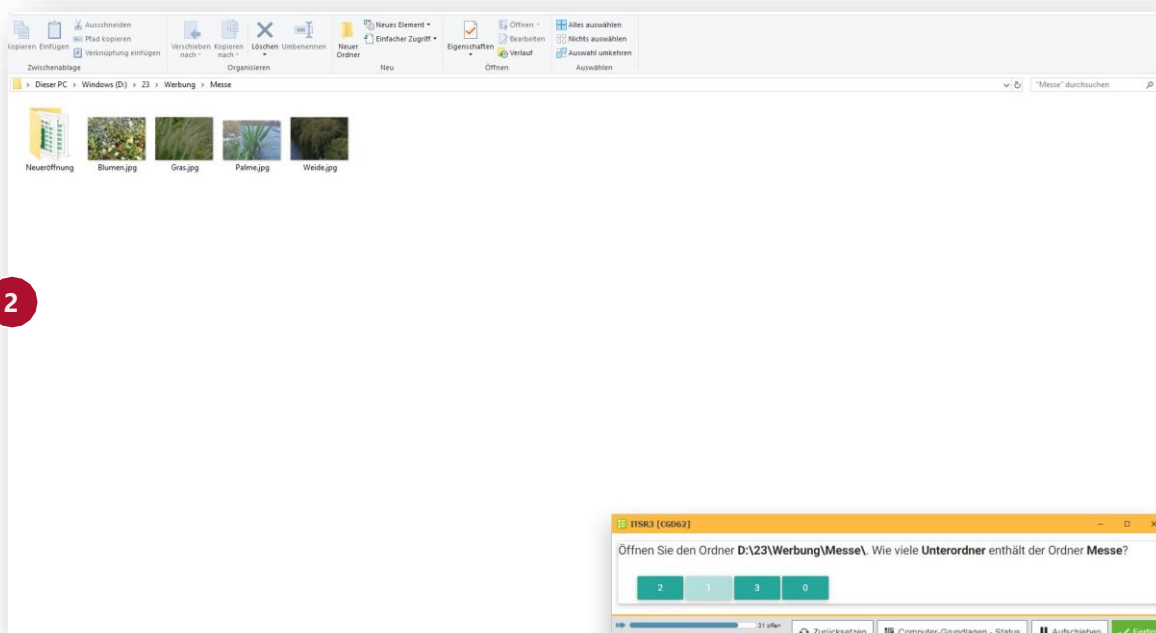 Ausschneiden
Pfad kopieren
Kopieren Einfügen
Verknüpfung einfügen
Zwischenablage
Verschieben nach
Kopieren nach
Löschen
Umbenennen
Organisieren
Neuer Ordner
Neues Element
Einfacher Zugriff
Neu
Eigenschaften
Öffnen
Bearbeiten
Verlauf
Öffnen
Alles auswählen
Nichts auswählen
Auswahl umkehren
Auswählen
Dieser PC > Windows (D:) > 23 > Werbung > Messe
"Messe" durchsuchen
Neueröffnung
Blumen.jpg
Gras.jpg
Palme.jpg
Weide.jpg
2
ITSR3 [CGD62]
Öffnen Sie den Ordner D:\23\Werbung\Messe\. Wie viele Unterordner enthält der Ordner Messe?
2 1 3 0
31 offen
Zurücksetzen
Computer-Grundlagen - Status
Aufschieben